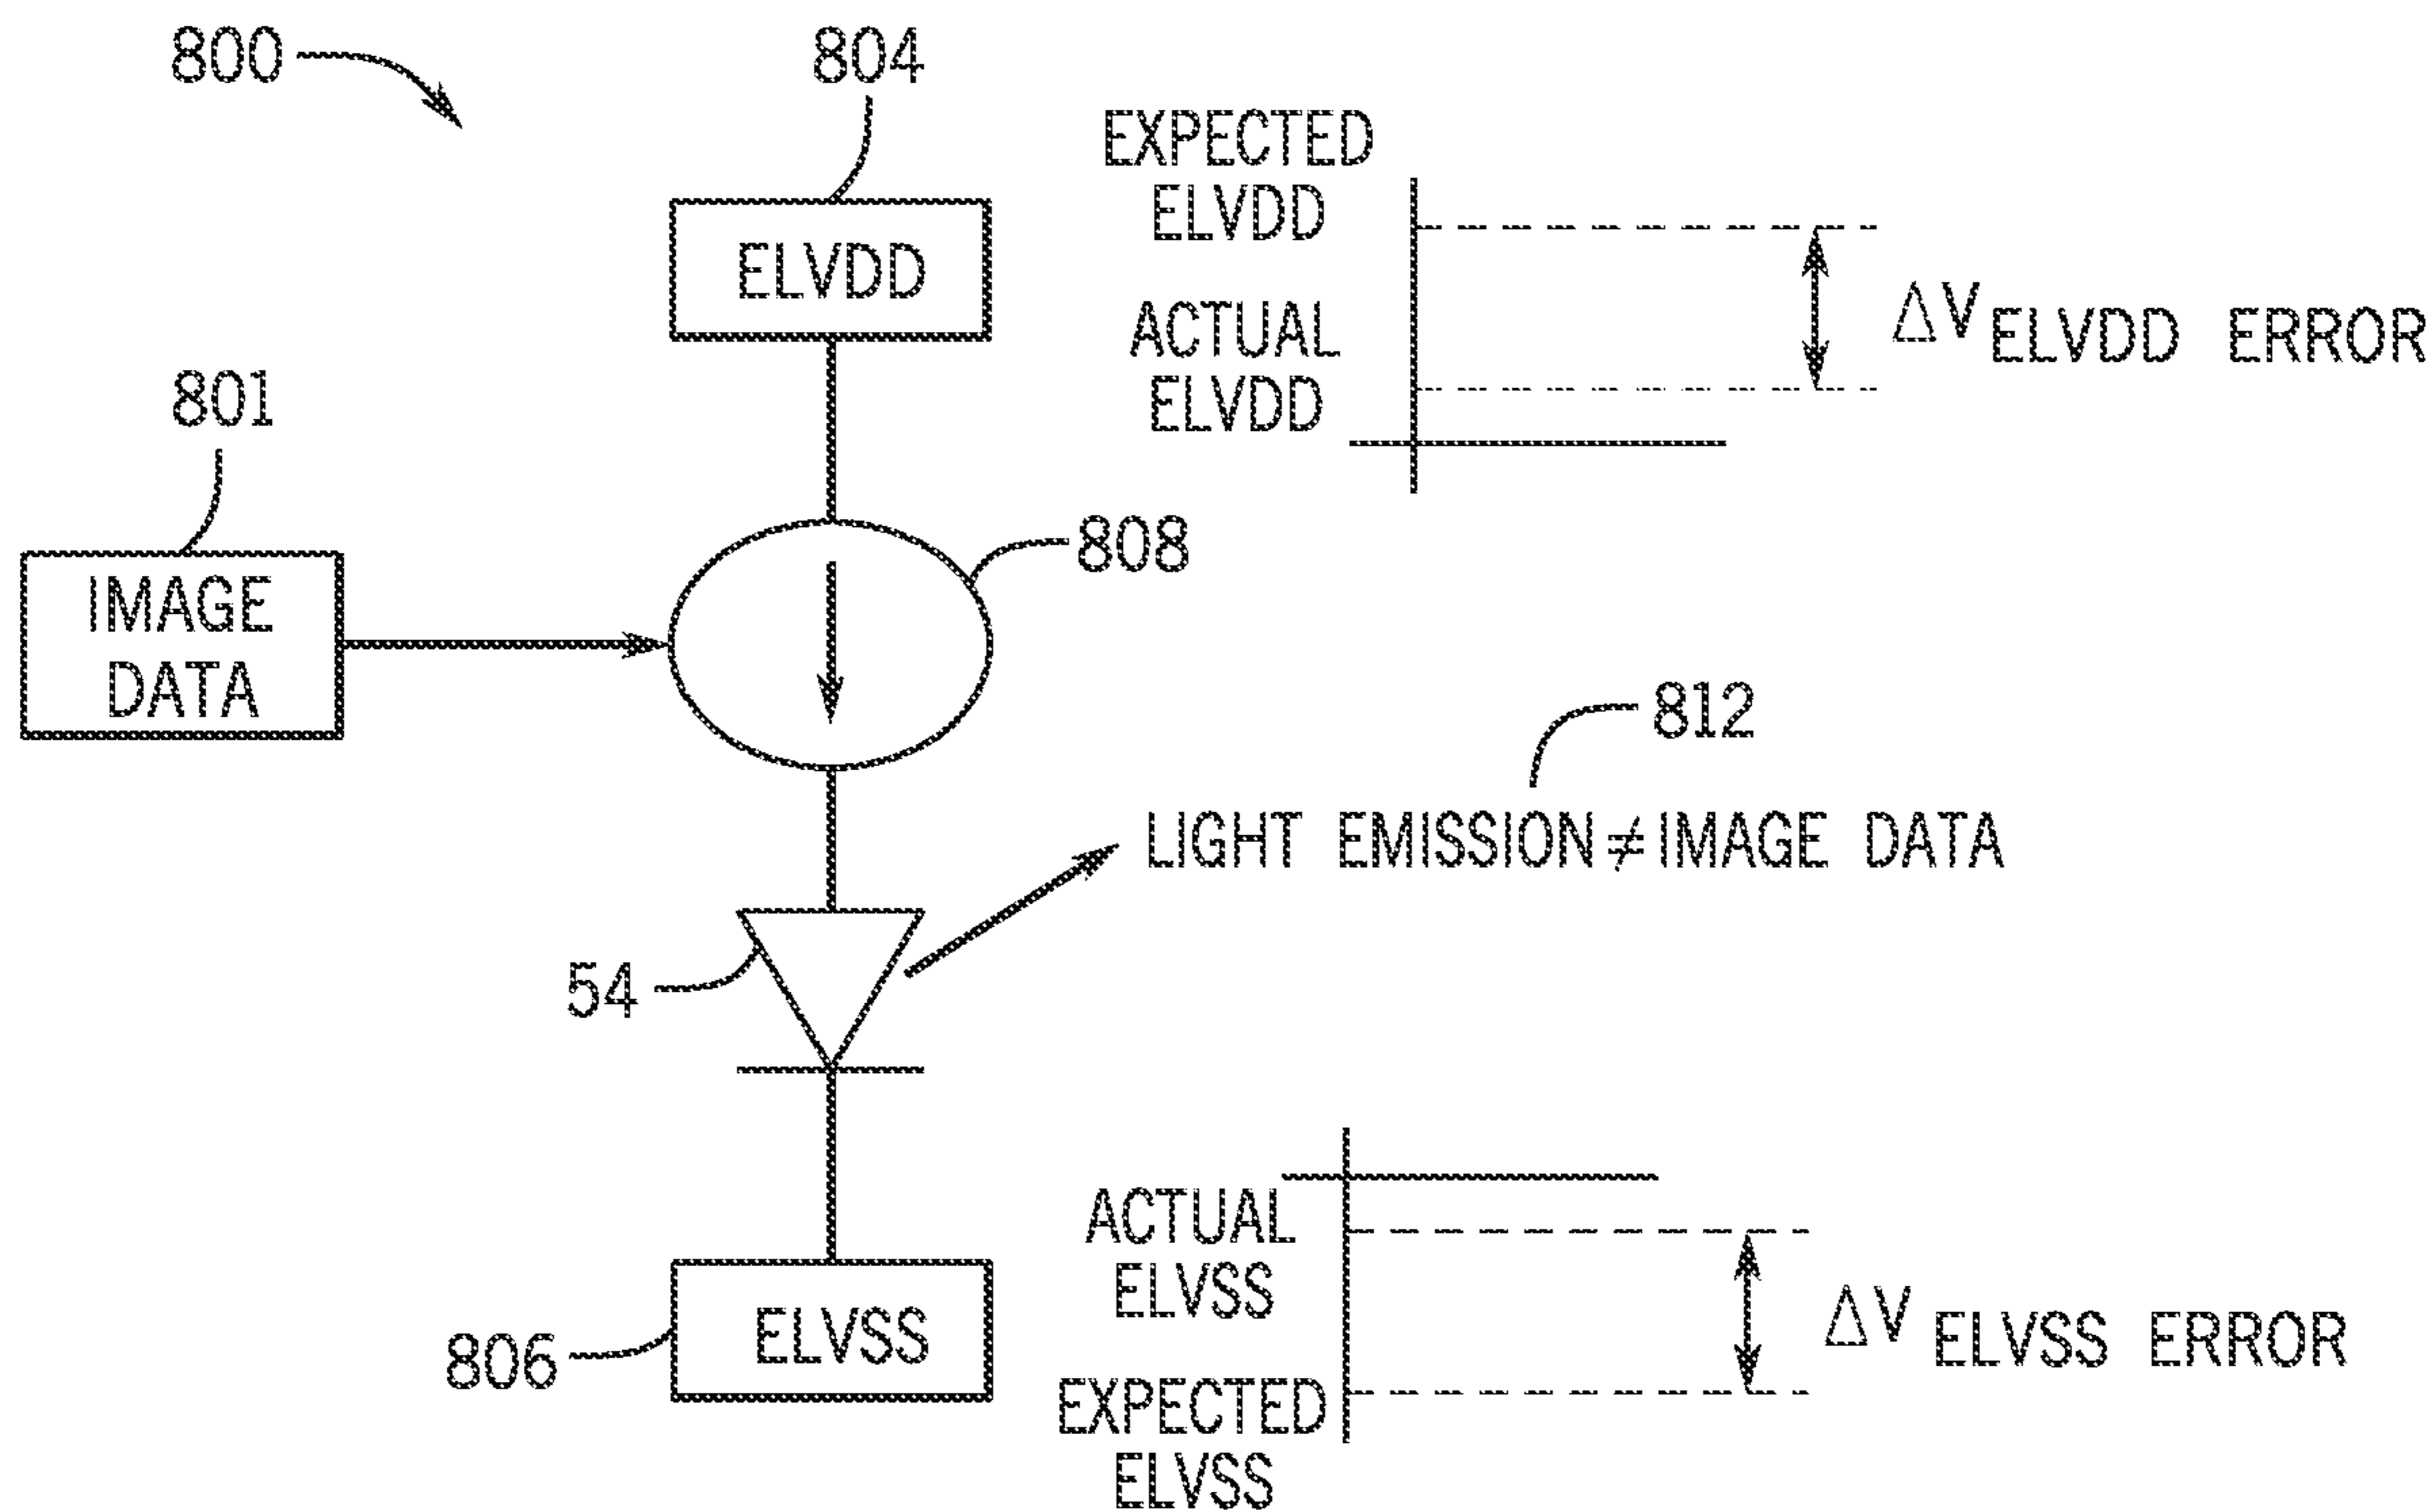 800
804
EXPECTED
ELVDD
ELVDD
ACTUAL
ELVDD
ΔV ELVDD ERROR
801
IMAGE
DATA
808
812
LIGHT EMISSION ≠ IMAGE DATA
54
ACTUAL
ELVSS
806
ELVSS
ΔV ELVSS ERROR
EXPECTED
ELVSS